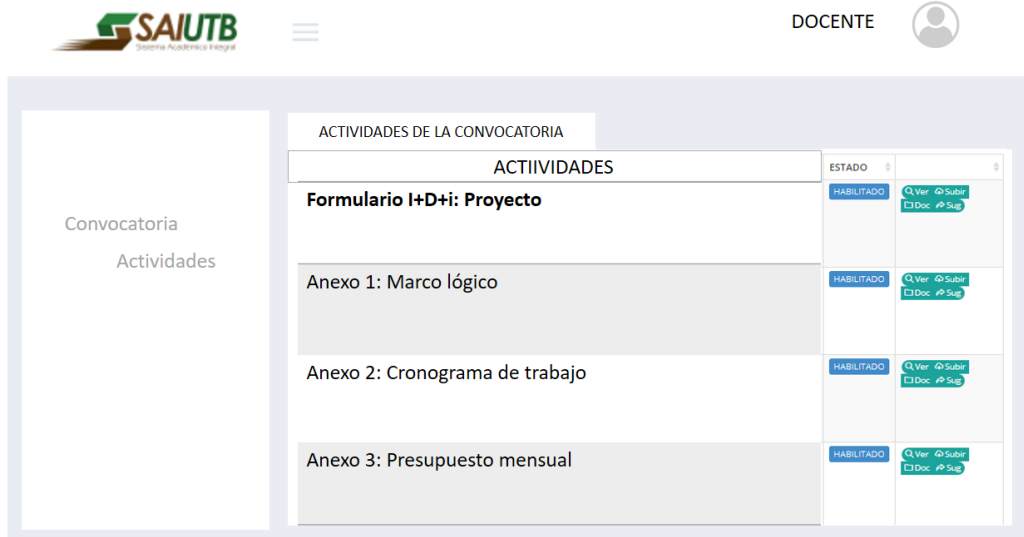 SAIUTB
Sistema Académico Integral
DOCENTE
Convocatoria
Actividades
ACTIVIDADES DE LA CONVOCATORIA
ACTIIVIDADES
ESTADO
Formulario I+D+i: Proyecto
HABILITADO
Ver Subir
Doc Sug
Anexo 1: Marco lógico
HABILITADO
Ver Subir
Doc Sug
Anexo 2: Cronograma de trabajo
HABILITADO
Ver Subir
Doc Sug
Anexo 3: Presupuesto mensual
HABILITADO
Ver Subir
Doc Sug